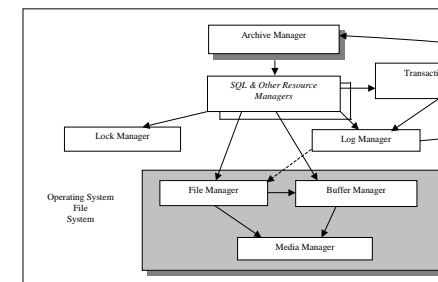 Archive Manager
SQL & Other Resource
Managers
Transacti
Lock Manager
Log Manager
Operating System
File
System
File Manager
Buffer Manager
Media Manager